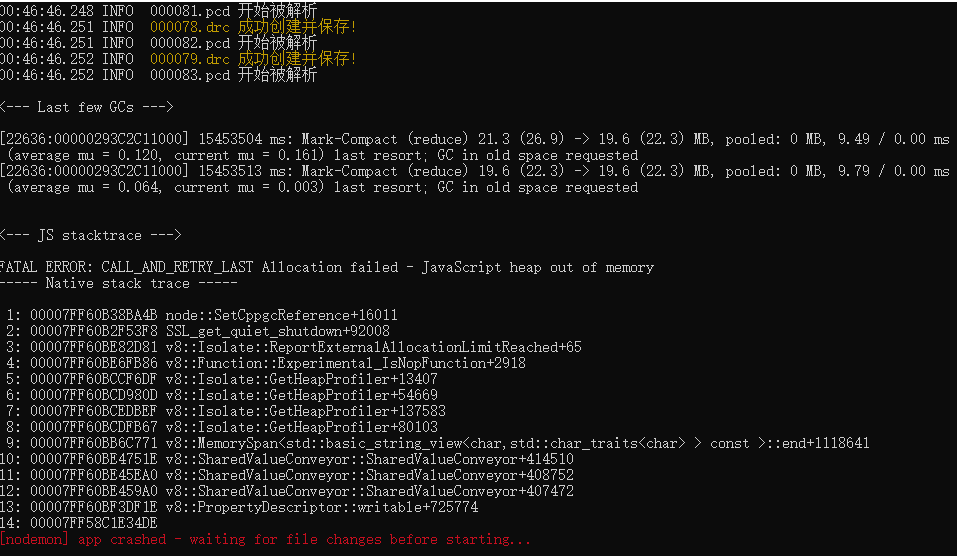 00:46:46.248 INFO  000081.pcd 开始被解析
00:46:46.251 INFO  000078.drc 成功创建并保存!
00:46:46.251 INFO  000082.pcd 开始被解析
00:46:46.252 INFO  000079.drc 成功创建并保存!
00:46:46.252 INFO  000083.pcd 开始被解析
<--- Last few GCs --->
[22636:00000293C2C11000] 15453504 ms: Mark-Compact (reduce) 21.3 (26.9) -> 19.6 (22.3) MB, pooled: 0 MB, 9.49 / 0.00 ms
(average mu = 0.120, current mu = 0.161) last resort; GC in old space requested
[22636:00000293C2C11000] 15453513 ms: Mark-Compact (reduce) 19.6 (22.3) -> 19.6 (22.3) MB, pooled: 0 MB, 9.79 / 0.00 ms
(average mu = 0.064, current mu = 0.003) last resort; GC in old space requested
<--- JS stacktrace --->
FATAL ERROR: CALL_AND_RETRY_LAST Allocation failed - JavaScript heap out of memory
----- Native stack trace -----
1: 00007FF60B38BA4B node::SetCppgcReference+16011
2: 00007FF60B2F53F8 SSL_get_quiet_shutdown+92008
3: 00007FF60BE82D81 v8::Isolate::ReportExternalAllocationLimitReached+65
4: 00007FF60BE6FB86 v8::Function::Experimental_IsNopFunction+2918
5: 00007FF60BCCF6DF v8::Isolate::GetHeapProfiler+13407
6: 00007FF60BCD980D v8::Isolate::GetHeapProfiler+54669
7: 00007FF60BCEDBEF v8::Isolate::GetHeapProfiler+137583
8: 00007FF60BCDFB67 v8::Isolate::GetHeapProfiler+80103
9: 00007FF60BB6C771 v8::MemorySpan<std::basic_string_view<char,std::char_traits<char> > const >::end+1118641
10: 00007FF60BE4751E v8::SharedValueConveyor::SharedValueConveyor+414510
11: 00007FF60BE45EA0 v8::SharedValueConveyor::SharedValueConveyor+408752
12: 00007FF60BE459A0 v8::SharedValueConveyor::SharedValueConveyor+407472
13: 00007FF60BF3DF1E v8::PropertyDescriptor::writable+725774
14: 00007FF58C1E34DE
[nodemon] app crashed - waiting for file changes before starting...